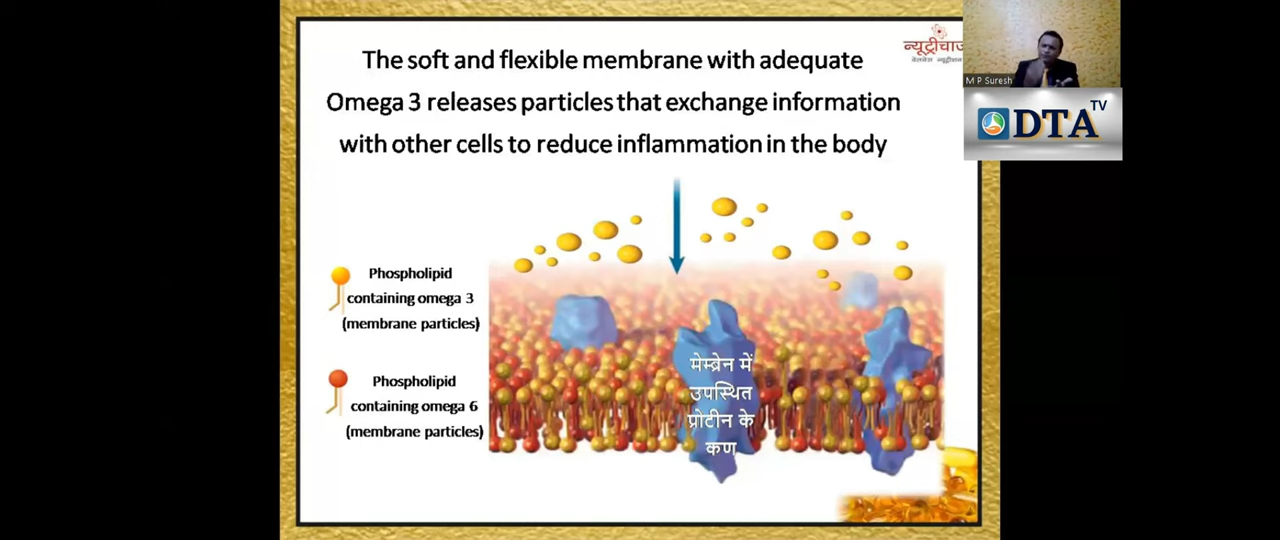 The soft and flexible membrane with adequate
Omega 3 releases particles that exchange information
with other cells to reduce inflammation in the body
न्यूट्रीचार्ज
M P Suresh
DTA TV
Phospholipid
containing omega 3
(membrane particles)
Phospholipid
containing omega 6
(membrane particles)
मेम्ब्रेन में
उपस्थित
प्रोटीन के
कण